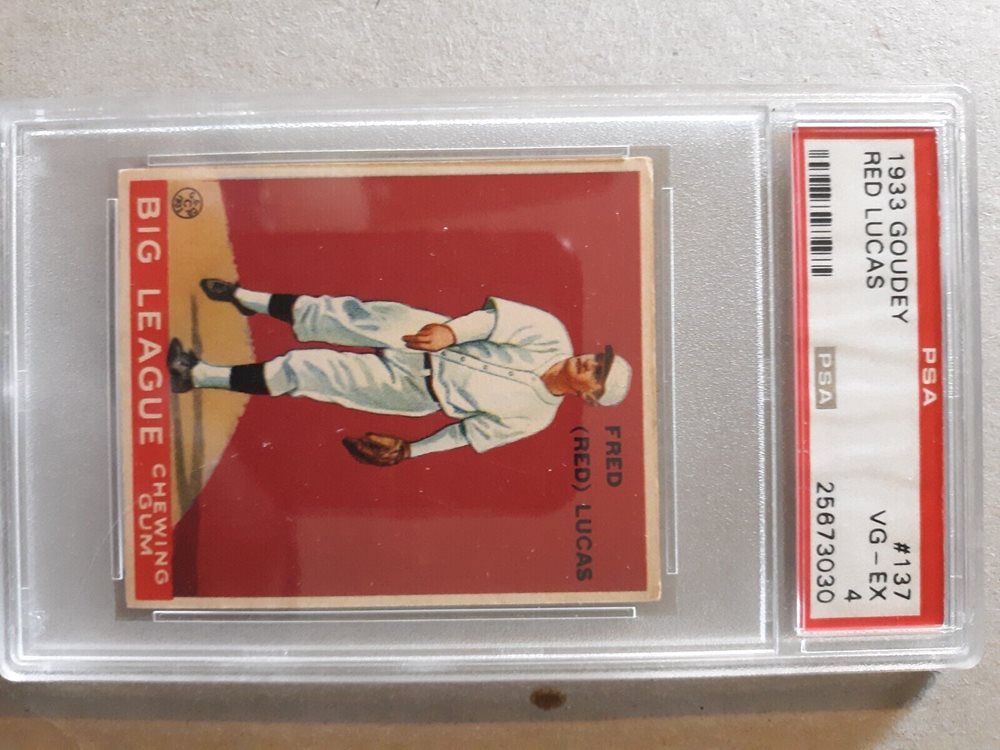 PSA
1933 GOUDEY #137
RED LUCAS VG - EX 4
PSA 25673030
FRED
(RED) LUCAS
BIG LEAGUE CHEWING
GUM